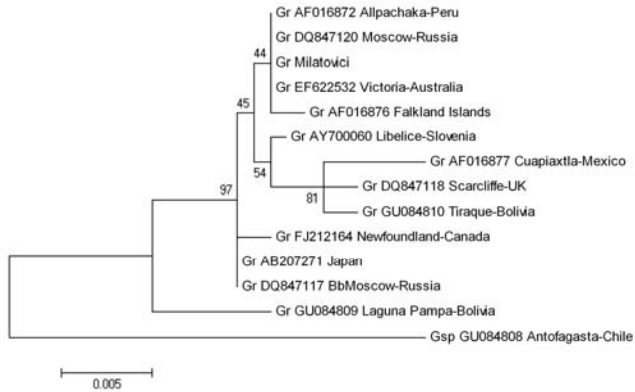 Gr AF016872 Allpachaka-Peru
Gr DQ847120 Moscow-Russia
44
Gr Milatovici
Gr EF622532 Victoria-Australia
45
Gr AF016876 Falkland Islands
Gr AY700060 Libelice-Slovenia
Gr AF016877 Cuapiaxtla-Mexico
54
Gr DQ847118 Scarcliffe-UK
97
81
Gr GU084810 Tiraque-Bolivia
Gr FJ212164 Newfoundland-Canada
Gr AB207271 Japan
Gr DQ847117 BbMoscow-Russia
Gr GU084809 Laguna Pampa-Bolivia
Gsp GU084808 Antofagasta-Chile
0.005